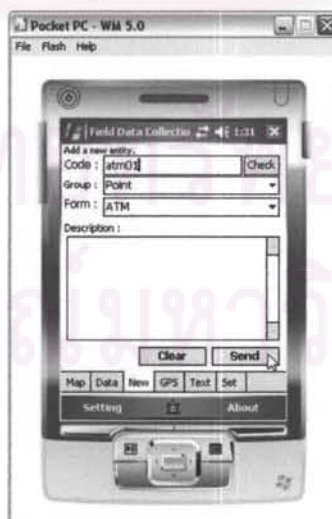 Pocket PC - WM 5.0
File Flash Help
Field Data Collectio 1:31
Add a new entity.
Code : atm01 Check
Group : Point
Form : ATM
Description :
Clear Send
Map Data New GPS Text Set
Setting About